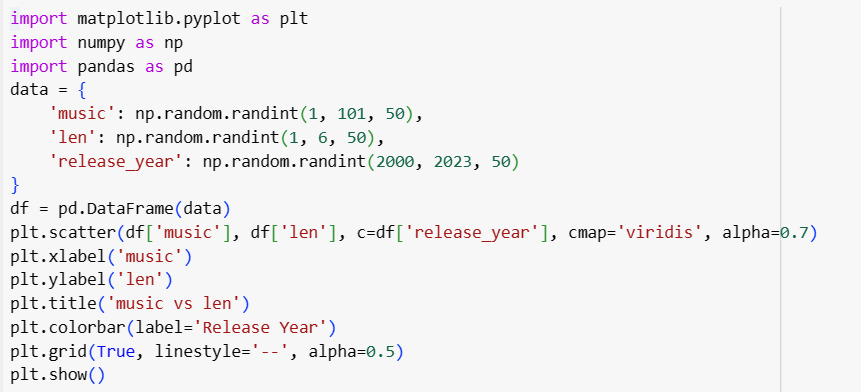 import matplotlib.pyplot as plt
import numpy as np
import pandas as pd
data = {
    'music': np.random.randint(1, 101, 50),
    'len': np.random.randint(1, 6, 50),
    'release_year': np.random.randint(2000, 2023, 50)
}
df = pd.DataFrame(data)
plt.scatter(df['music'], df['len'], c=df['release_year'], cmap='viridis', alpha=0.7)
plt.xlabel('music')
plt.ylabel('len')
plt.title('music vs len')
plt.colorbar(label='Release Year')
plt.grid(True, linestyle='--', alpha=0.5)
plt.show()